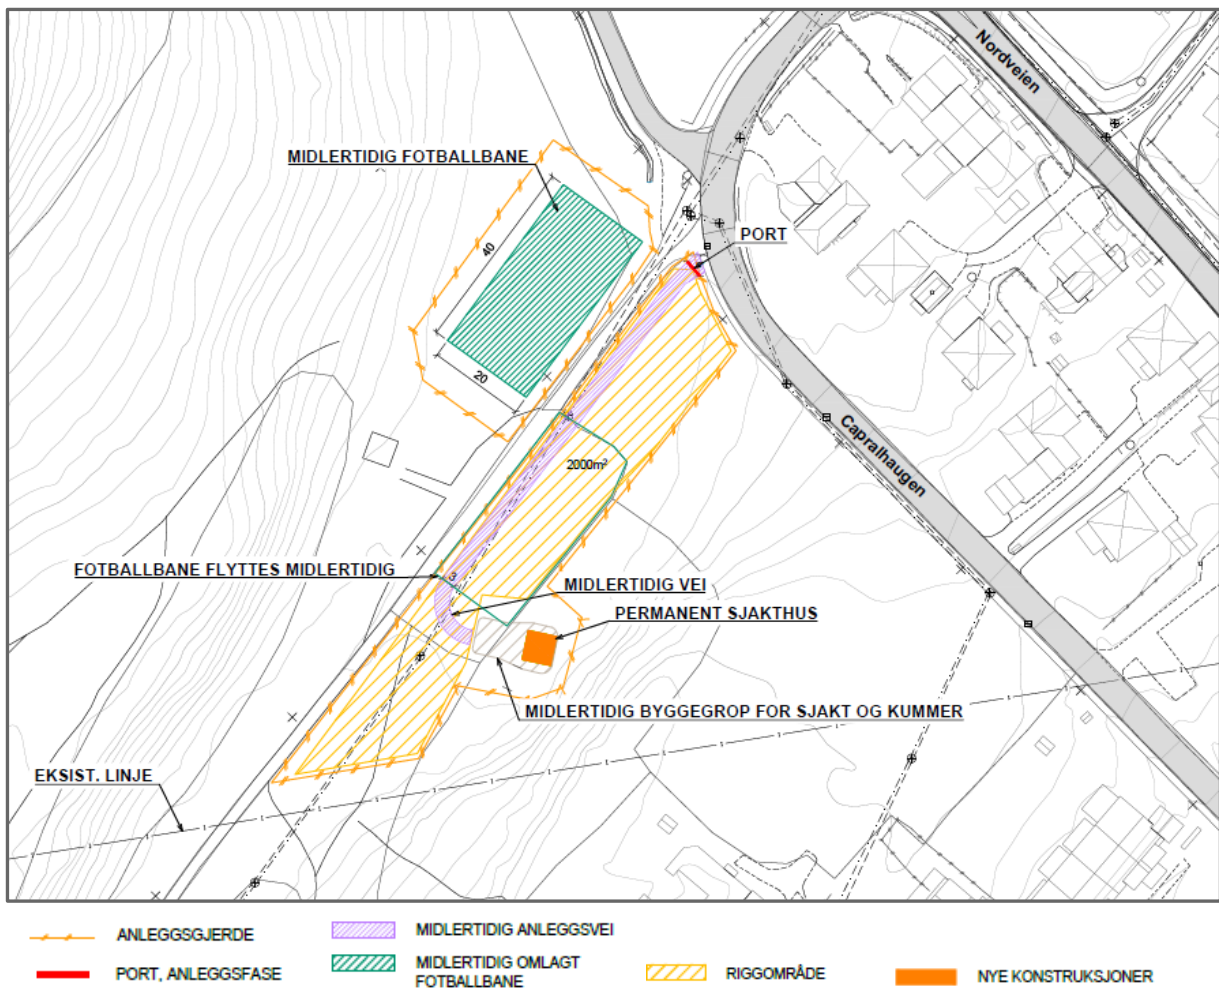 Nordveien
MIDLERTIDIG FOTBALLBANE
PORT
40
20
Capralhaugen
2000m²
FOTBALLBANE FLYTTES MIDLERTIDIG
3
MIDLERTIDIG VEI
PERMANENT SJAKTHUS
MIDLERTIDIG BYGGEGROP FOR SJAKT OG KUMMER
EKSIST. LINJE
ANLEGGSGJERDE
MIDLERTIDIG ANLEGGSVEI
PORT, ANLEGGSFASE
MIDLERTIDIG OMLAGT
FOTBALLBANE
RIGGOMRÅDE
NYE KONSTRUKSJONER